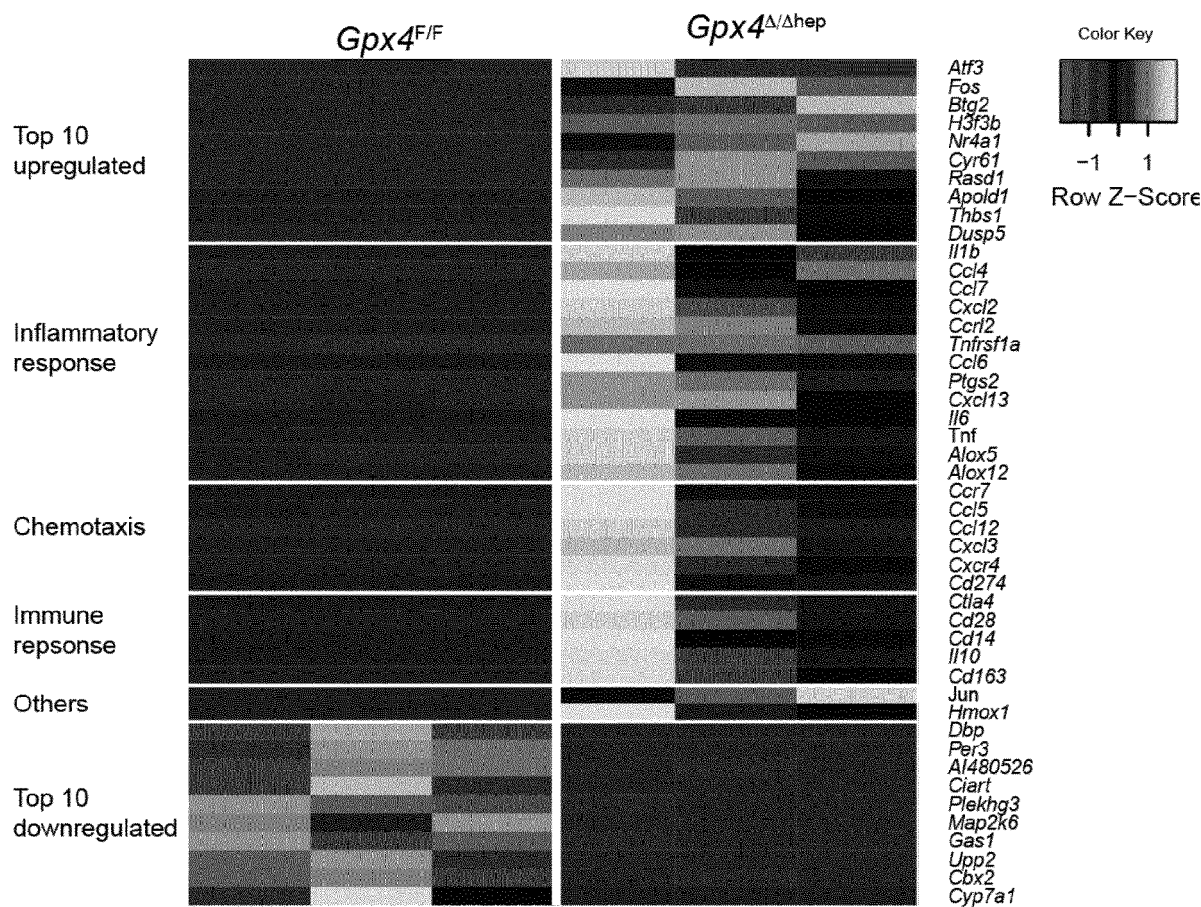 Gpx4F/F
Gpx4Δ/Δhep
Color Key
−1
1
Row Z−Score
Top 10
upregulated
Inflammatory
response
Chemotaxis
Immune
repsonse
Others
Top 10
downregulated
Atf3
Fos
Btg2
H3f3b
Nr4a1
Cyr61
Rasd1
Apold1
Thbs1
Dusp5
Il1b
Ccl4
Ccl7
Cxcl2
Ccrl2
Tnfrsf1a
Ccl6
Ptgs2
Cxcl13
Il6
Tnf
Alox5
Alox12
Ccr7
Ccl5
Ccl12
Cxcl3
Cxcr4
Cd274
Ctla4
Cd28
Cd14
Il10
Cd163
Jun
Hmox1
Dbp
Per3
AI480526
Ciart
Plekhg3
Map2k6
Gas1
Upp2
Cbx2
Cyp7a1